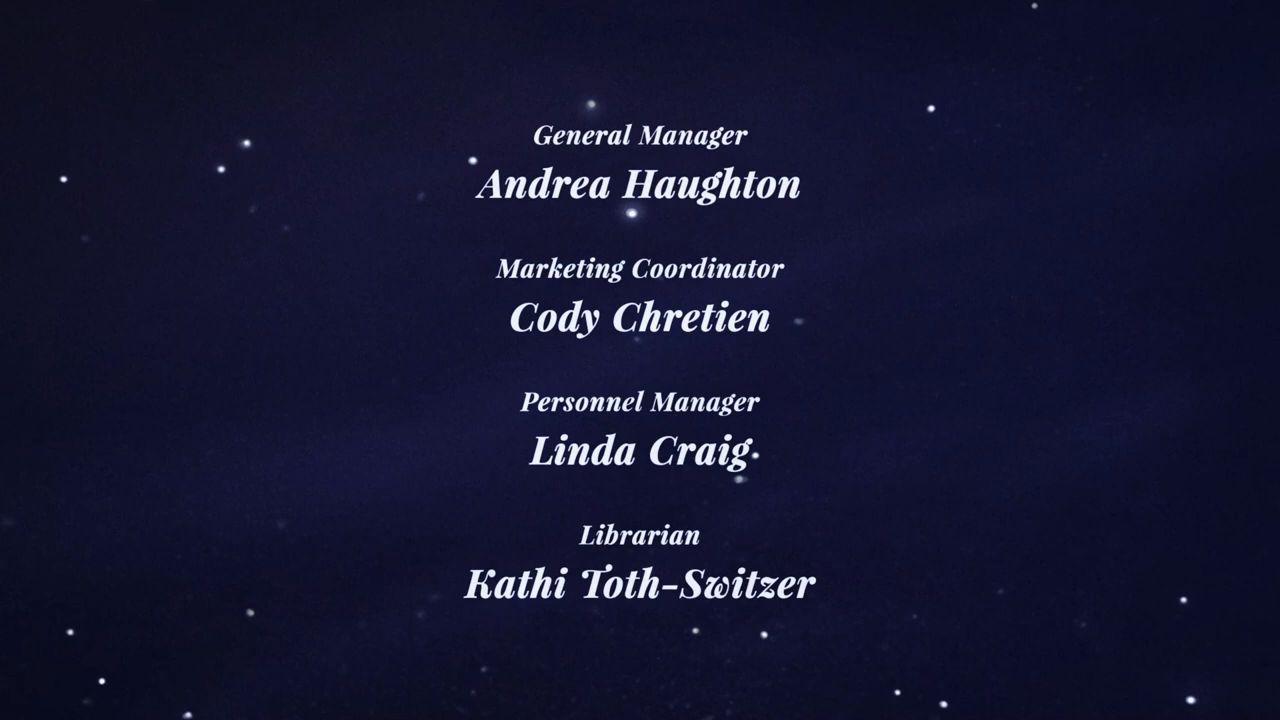 General Manager
Andrea Haughton
Marketing Coordinator
Cody Chretien
Personnel Manager
Linda Craig
Librarian
Kathi Toth-Switzer